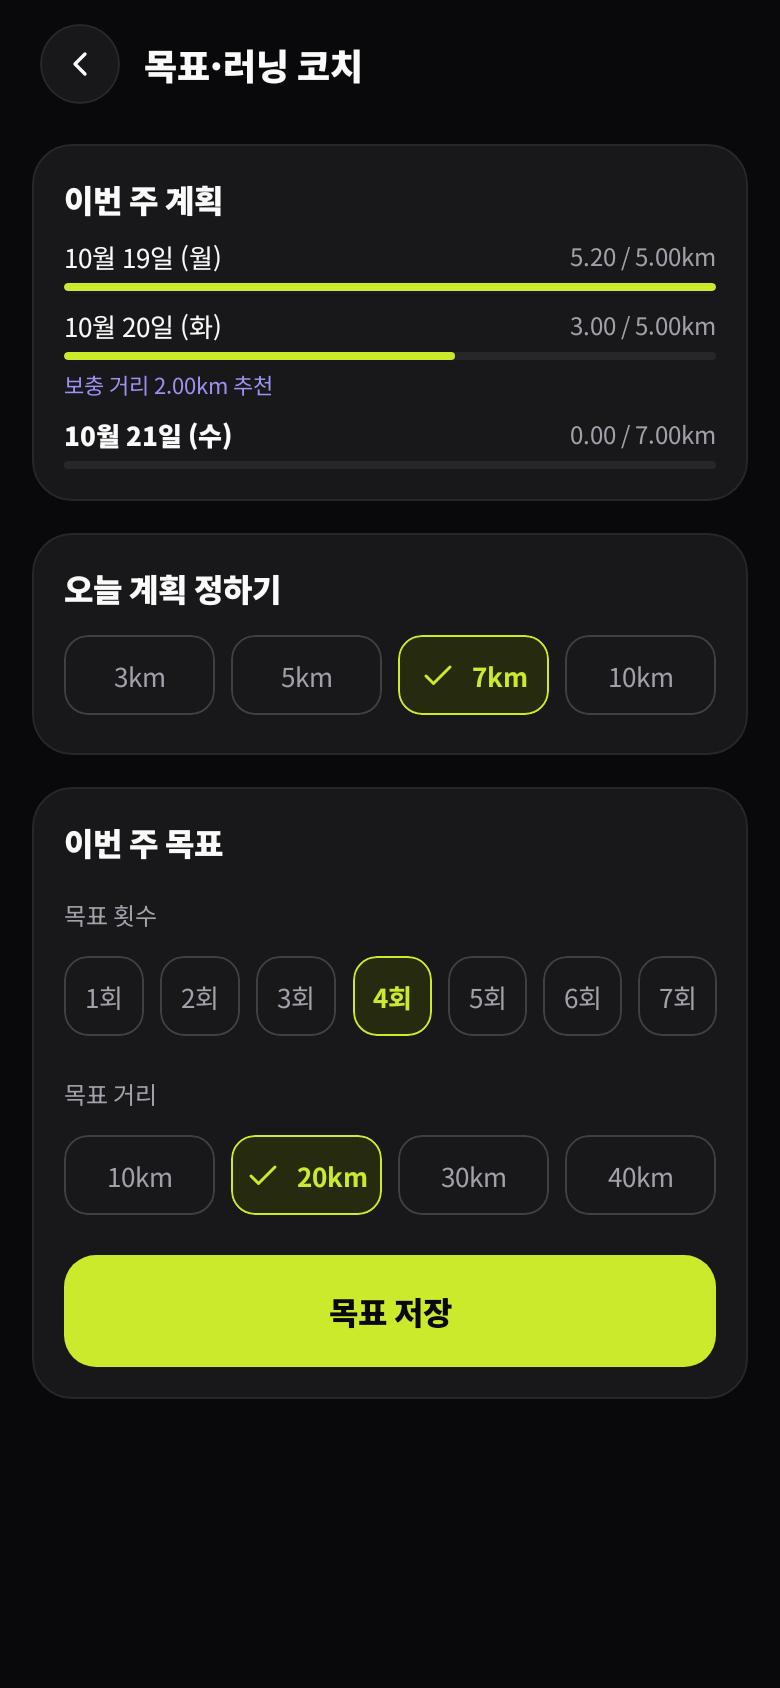 목표·러닝 코치
이번 주 계획
10월 19일 (월) 5.20 / 5.00km
10월 20일 (화) 3.00 / 5.00km
보충 거리 2.00km 추천
10월 21일 (수) 0.00 / 7.00km
오늘 계획 정하기
3km 5km 7km 10km
이번 주 목표
목표 횟수
1회 2회 3회 4회 5회 6회 7회
목표 거리
10km 20km 30km 40km
목표 저장